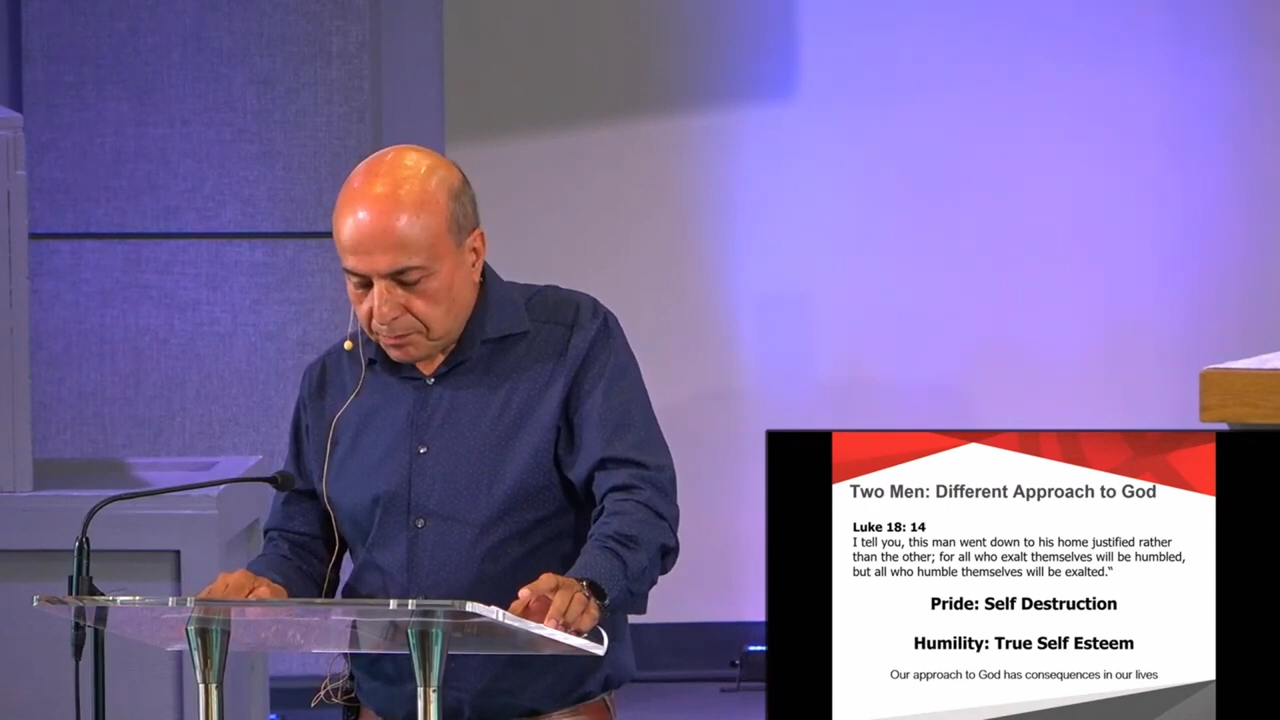 Two Men: Different Approach to God
Luke 18: 14
I tell you, this man went down to his home justified rather
than the other; for all who exalt themselves will be humbled,
but all who humble themselves will be exalted.“
Pride: Self Destruction
Humility: True Self Esteem
Our approach to God has consequences in our lives